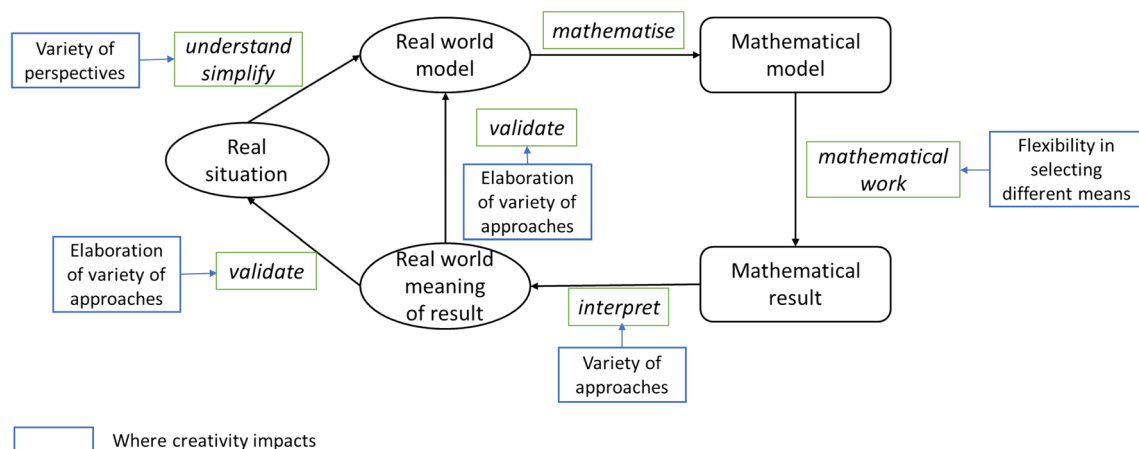 Variety of
perspectives
understand
simplify
Real world
model
mathematise
Mathematical
model
Real
situation
validate
Elaboration
of variety of
approaches
mathematical
work
Flexibility in
selecting
different means
Elaboration
of variety of
approaches
validate
Real world
meaning
of result
interpret
Variety of
approaches
Mathematical
result
Where creativity impacts